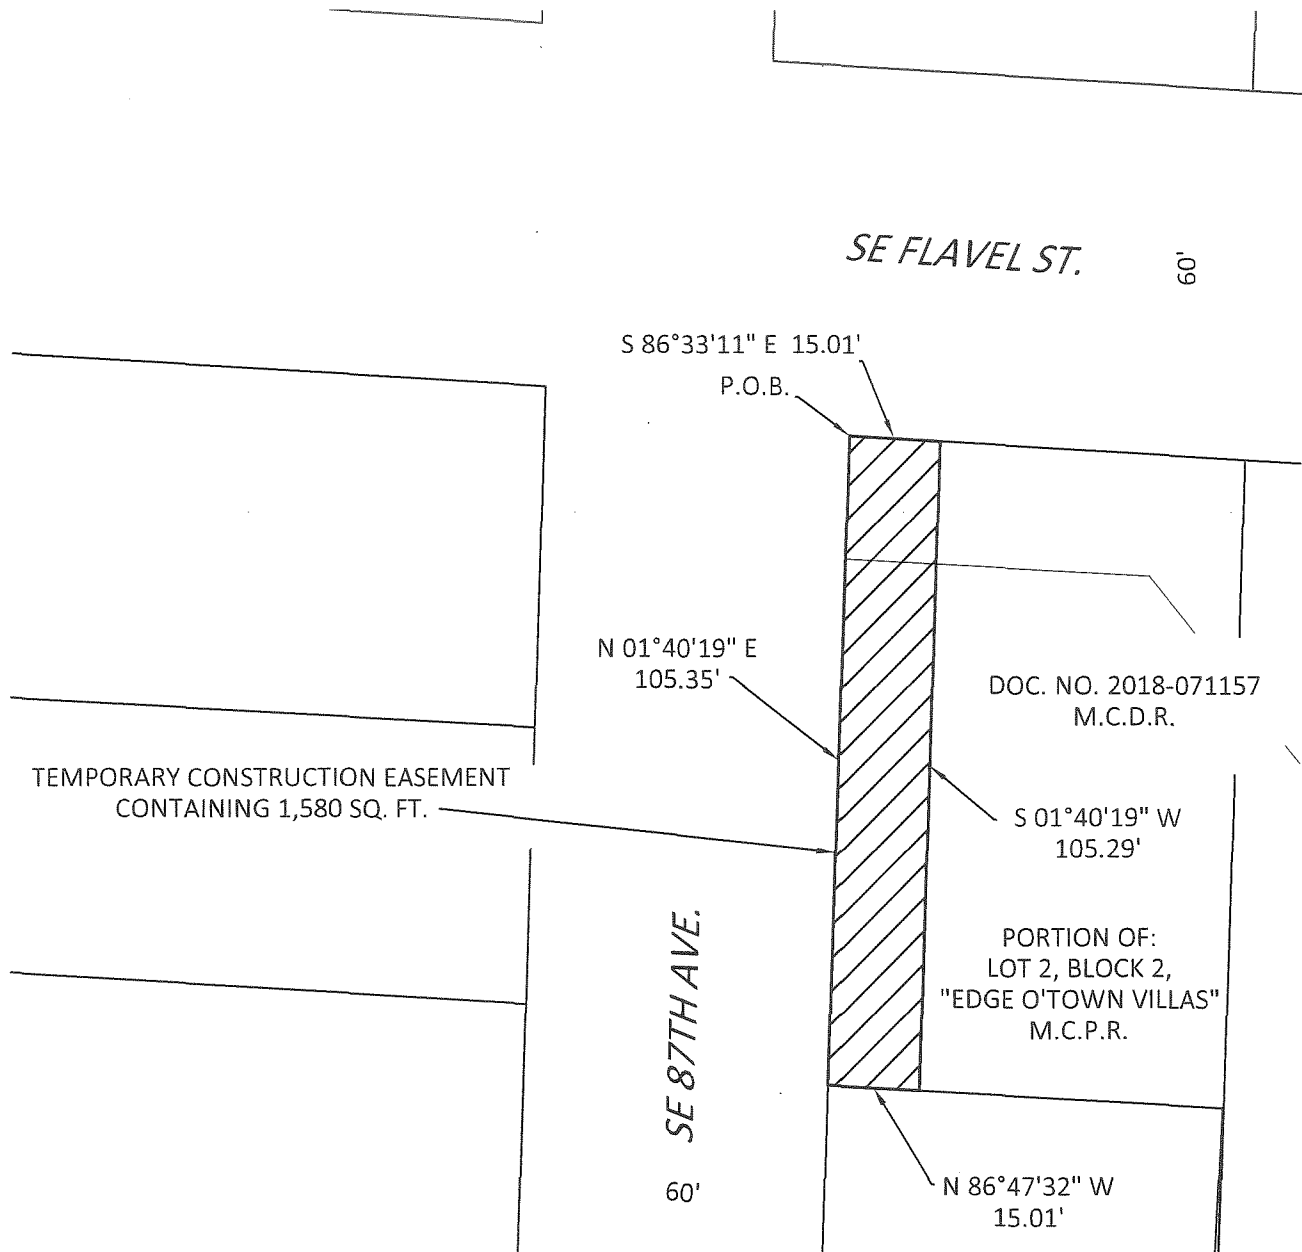 SE FLAVEL ST.
60'
S 86°33'11" E 15.01'
P.O.B.
N 01°40'19" E
105.35'
DOC. NO. 2018-071157
M.C.D.R.
TEMPORARY CONSTRUCTION EASEMENT
CONTAINING 1,580 SQ. FT.
S 01°40'19" W
105.29'
PORTION OF:
LOT 2, BLOCK 2,
"EDGE O'TOWN VILLAS"
M.C.P.R.
SE 87TH AVE.
60'
N 86°47'32" W
15.01'